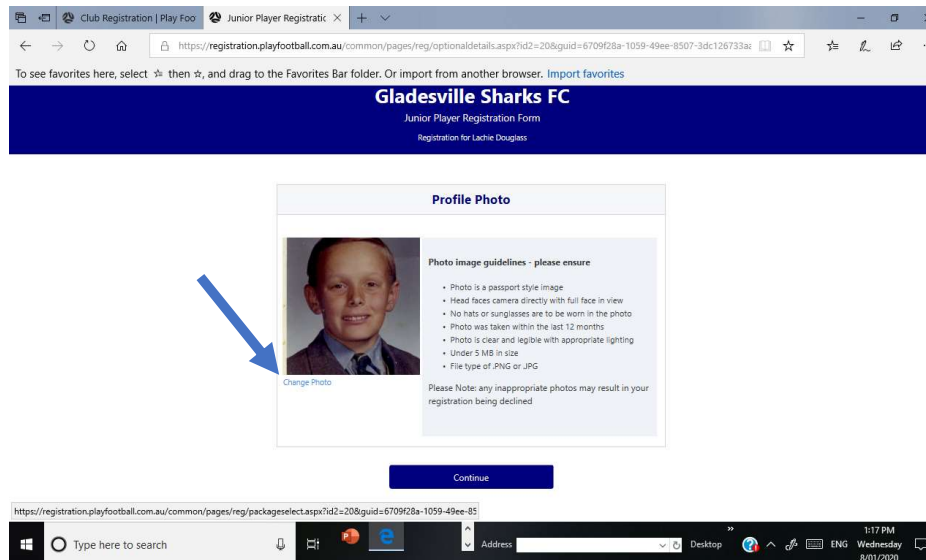 Club Registration | Play Foo
Junior Player Registratic
https://registration.playfootball.com.au/common/pages/reg/optionaldetails.aspx?id2=20&guid=6709f28a-1059-49ee-8507-3dc126733aa
To see favorites here, select then, and drag to the Favorites Bar folder. Or import from another browser. Import favorites
Gladesville Sharks FC
Junior Player Registration Form
Registration for Lachie Douglass
Profile Photo
Photo image guidelines - please ensure
• Photo is a passport style image
• Head faces camera directly with full face in view
• No hats or sunglasses are to be worn in the photo
• Photo was taken within the last 12 months
• Photo is clear and legible with appropriate lighting
• Under 5 MB in size
• File type of .PNG or .JPG
Change Photo
Please Note: any inappropriate photos may result in your
registration being declined
Continue
https://registration.playfootball.com.au/common/pages/reg/packageselect.aspx?id2=20&guid=6709f28a-1059-49ee-85
Type here to search
Address
Desktop
ENG
1:17 PM
Wednesday
8/01/2020